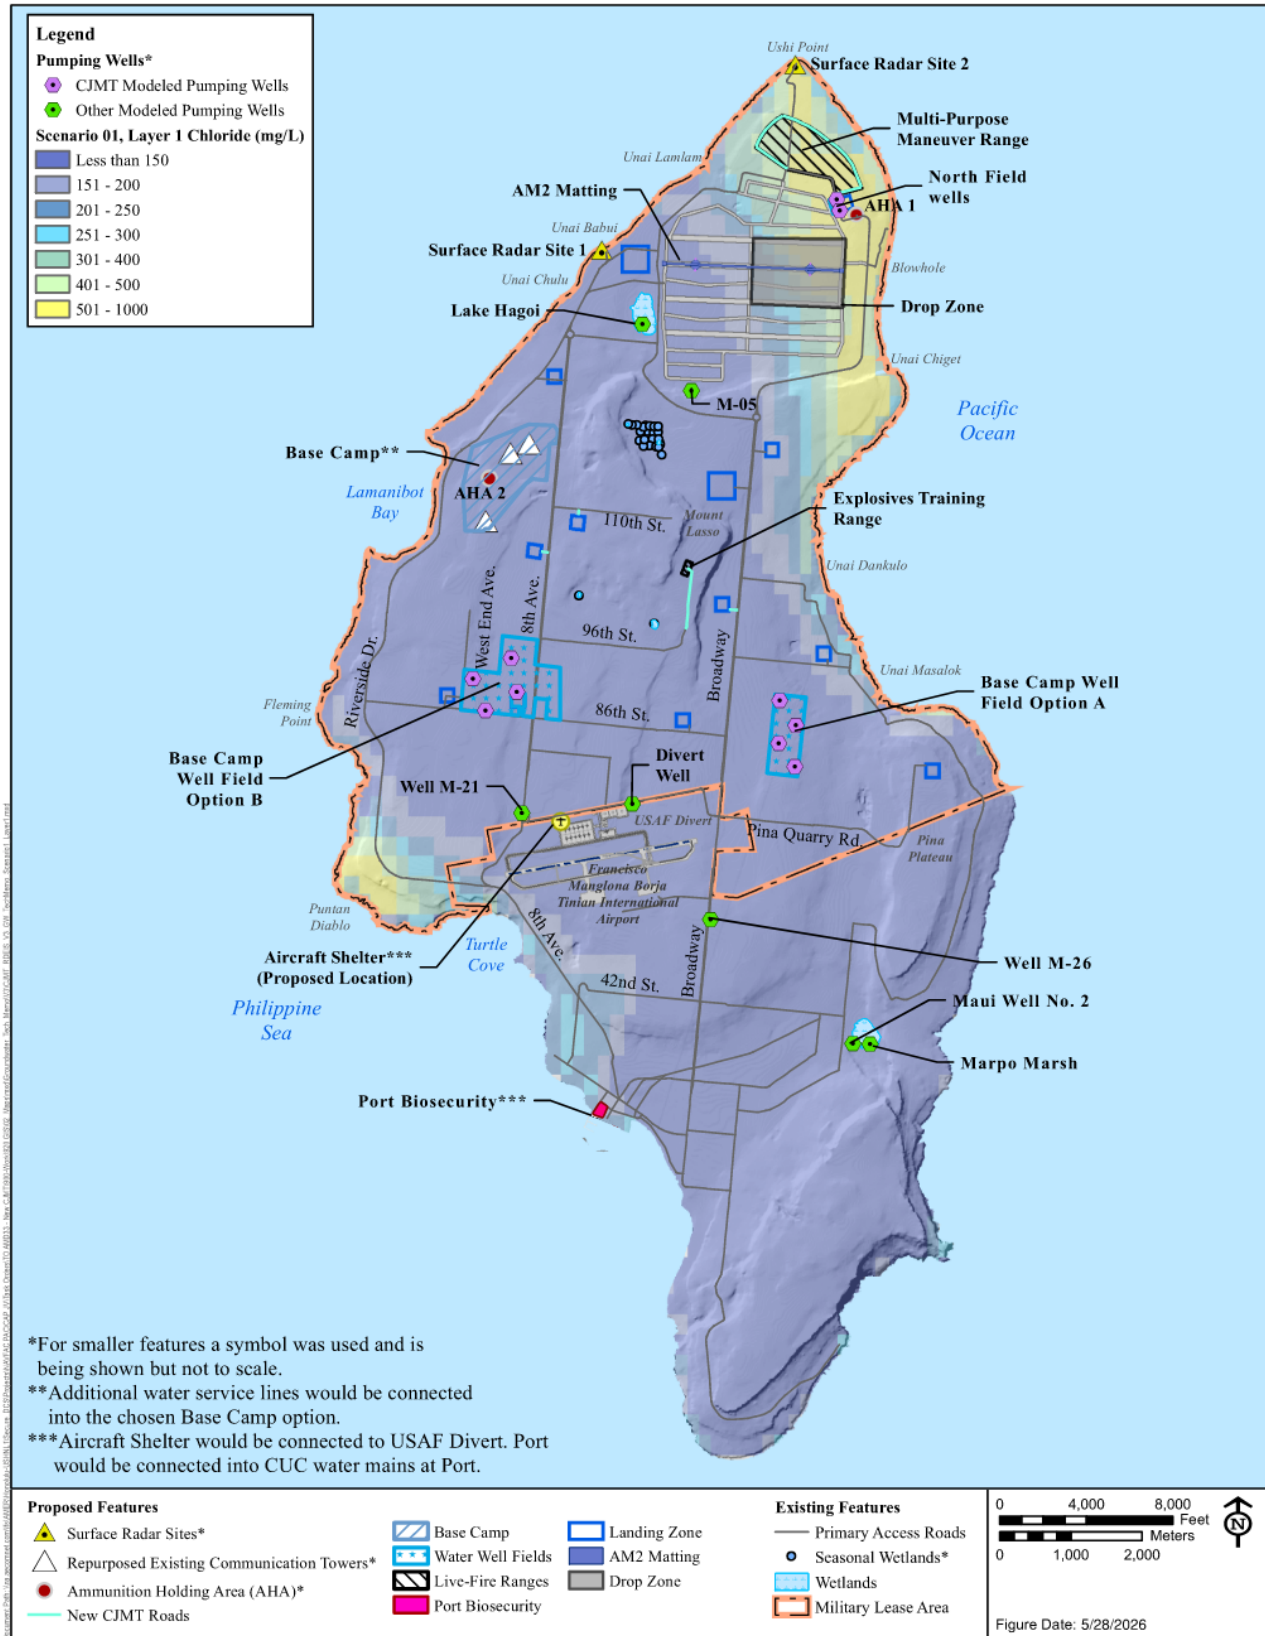 Legend
Pumping Wells*
CJMT Modeled Pumping Wells
Other Modeled Pumping Wells
Scenario 01, Layer 1 Chloride (mg/L)
Less than 150
151 - 200
201 - 250
251 - 300
301 - 400
401 - 500
501 - 1000
Ushi Point
Surface Radar Site 2
Multi-Purpose
Maneuver Range
Unai Lamlam
North Field
wells
AM2 Matting
AHA 1
Unai Babui
Surface Radar Site 1
Blowhole
Unai Chulu
Lake Hagoi
Drop Zone
Unai Chiget
M-05
Pacific
Ocean
Base Camp**
AHA 2
Lamanibot
Bay
Explosives Training
Range
Mount
Lasso
110th St.
Unai Dankulo
West End Ave.
8th Ave.
96th St.
Broadway
Riverside Dr.
Unai Masalok
Base Camp Well
Field Option A
Fleming
Point
86th St.
Base Camp
Well Field
Option B
Divert
Well
Well M-21
USAF Divert
Pina Quarry Rd.
Pina
Plateau
Francisco
Manglona Borja
Tinian International
Airport
Puntan
Diablo
8th Ave.
Turtle
Cove
Aircraft Shelter***
(Proposed Location)
Broadway
Well M-26
42nd St.
Philippine
Sea
Maui Well No. 2
Marpo Marsh
Port Biosecurity***
*For smaller features a symbol was used and is
being shown but not to scale.
**Additional water service lines would be connected
into the chosen Base Camp option.
***Aircraft Shelter would be connected to USAF Divert. Port
would be connected into CUC water mains at Port.
Proposed Features
Surface Radar Sites*
Repurposed Existing Communication Towers*
Ammunition Holding Area (AHA)*
New CJMT Roads
Base Camp
Water Well Fields
Live-Fire Ranges
Port Biosecurity
Landing Zone
AM2 Matting
Drop Zone
Existing Features
Primary Access Roads
Seasonal Wetlands*
Wetlands
Military Lease Area
0 4,000 8,000
Feet
Meters
0 1,000 2,000
N
Figure Date: 5/28/2026